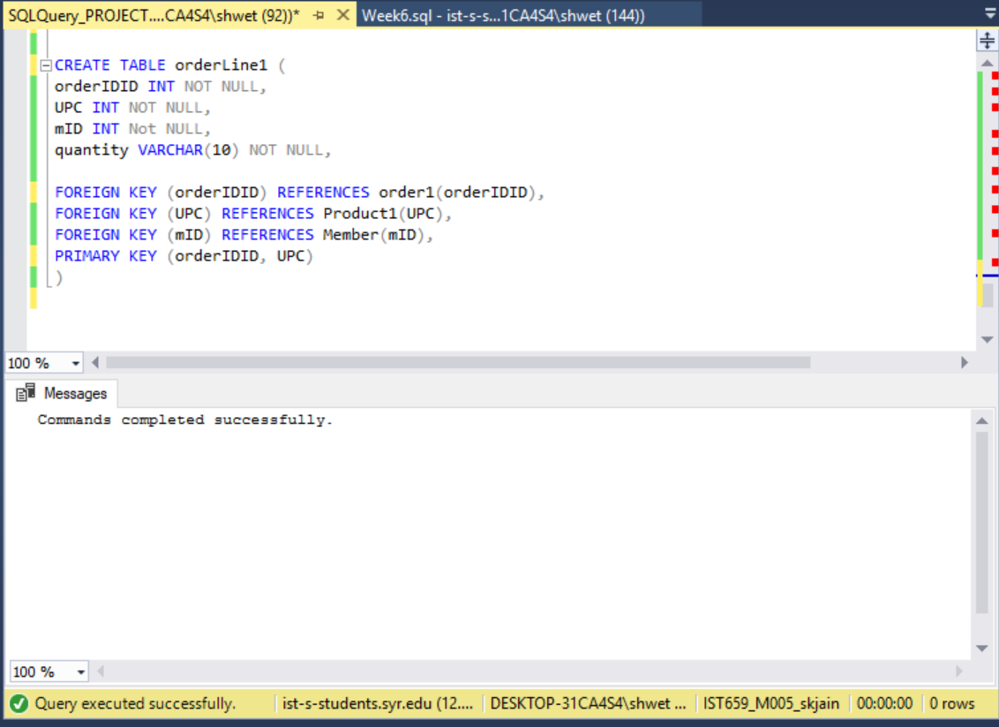 SQLQuery_PROJECT....CA4S4\shwet (92))* Week6.sql - ist-s-s...1CA4S4\shwet (144))
CREATE TABLE orderLine1 (
orderIDID INT NOT NULL,
UPC INT NOT NULL,
mID INT Not NULL,
quantity VARCHAR(10) NOT NULL,
FOREIGN KEY (orderIDID) REFERENCES order1(orderIDID),
FOREIGN KEY (UPC) REFERENCES Product1(UPC),
FOREIGN KEY (mID) REFERENCES Member(mID),
PRIMARY KEY (orderIDID, UPC)
)
100 %
Messages
Commands completed successfully.
100 %
Query executed successfully. ist-s-students.syr.edu (12.... DESKTOP-31CA4S4\shwet ... IST659_M005_skjain 00:00:00 0 rows